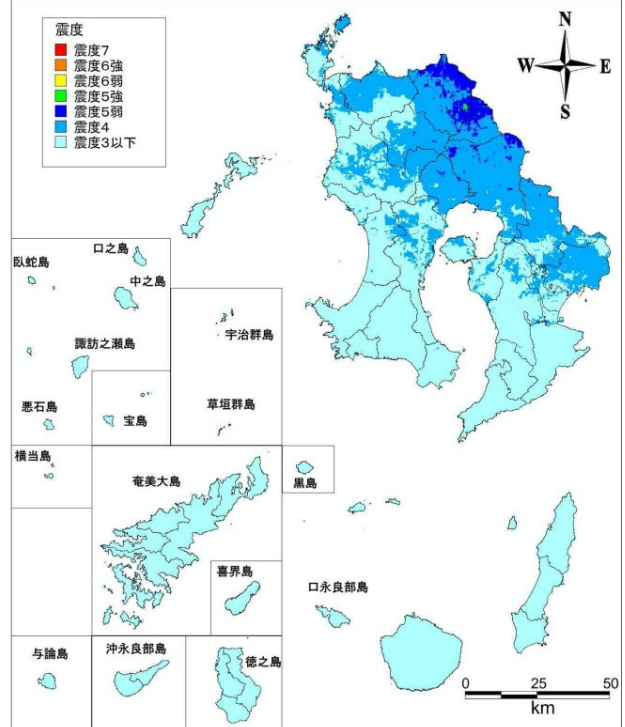 震度
震度7
震度6強
震度6弱
震度5強
震度5弱
震度4
震度3以下
N
W
E
S
口之島
臥蛇島
中之島
諏訪之瀬島
悪石島
宝島
宇治群島
草垣群島
横当島
奄美大島
黒島
喜界島
口永良部島
与論島
沖永良部島
徳之島
0 25 50
km